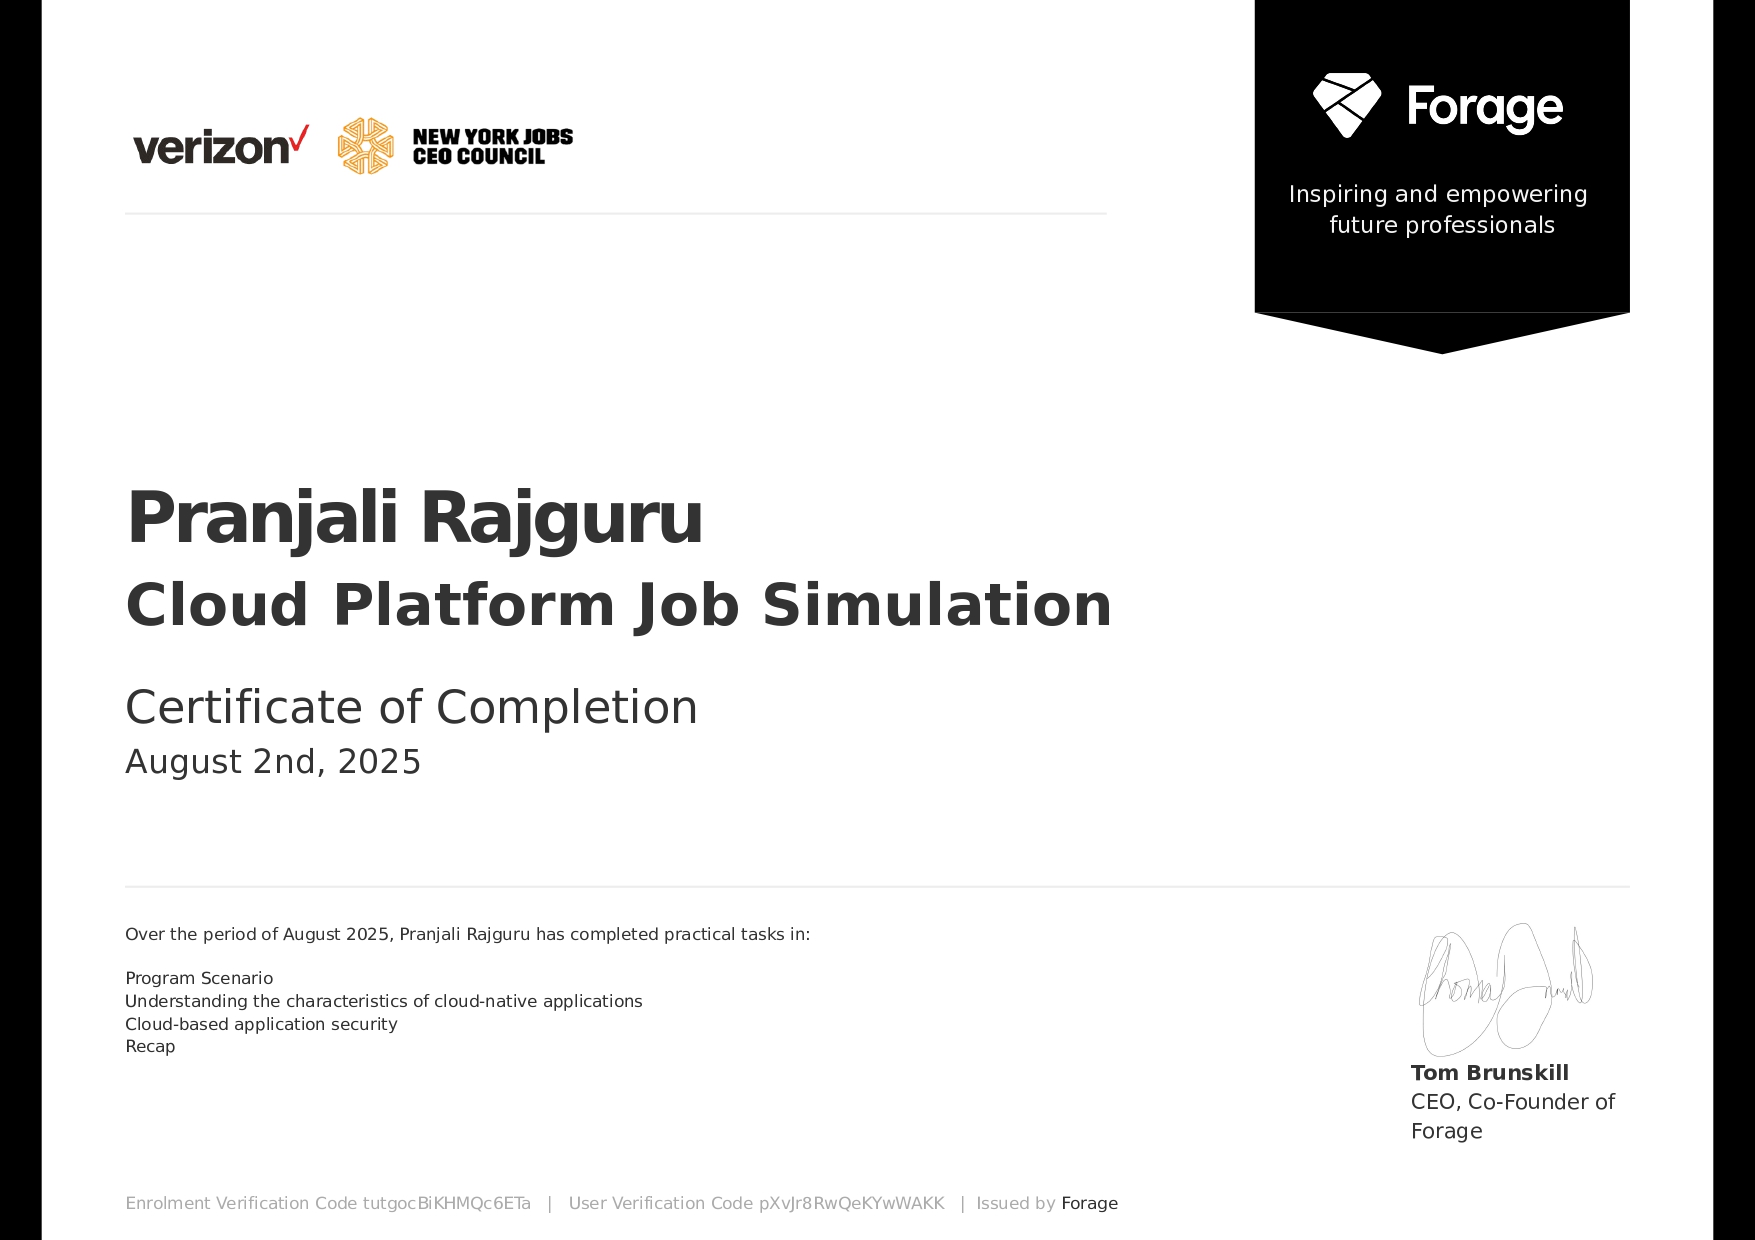 verizon
NEW YORK JOBS
CEO COUNCIL
Forage
Inspiring and empowering
future professionals
Pranjali Rajguru
Cloud Platform Job Simulation
Certificate of Completion
August 2nd, 2025
Over the period of August 2025, Pranjali Rajguru has completed practical tasks in:
Program Scenario
Understanding the characteristics of cloud-native applications
Cloud-based application security
Recap
Tom Brunskill
CEO, Co-Founder of
Forage
Enrolment Verification Code tutgocBiKHMQc6ETa | User Verification Code pXvJr8RwQeKYwWAKK | Issued by Forage